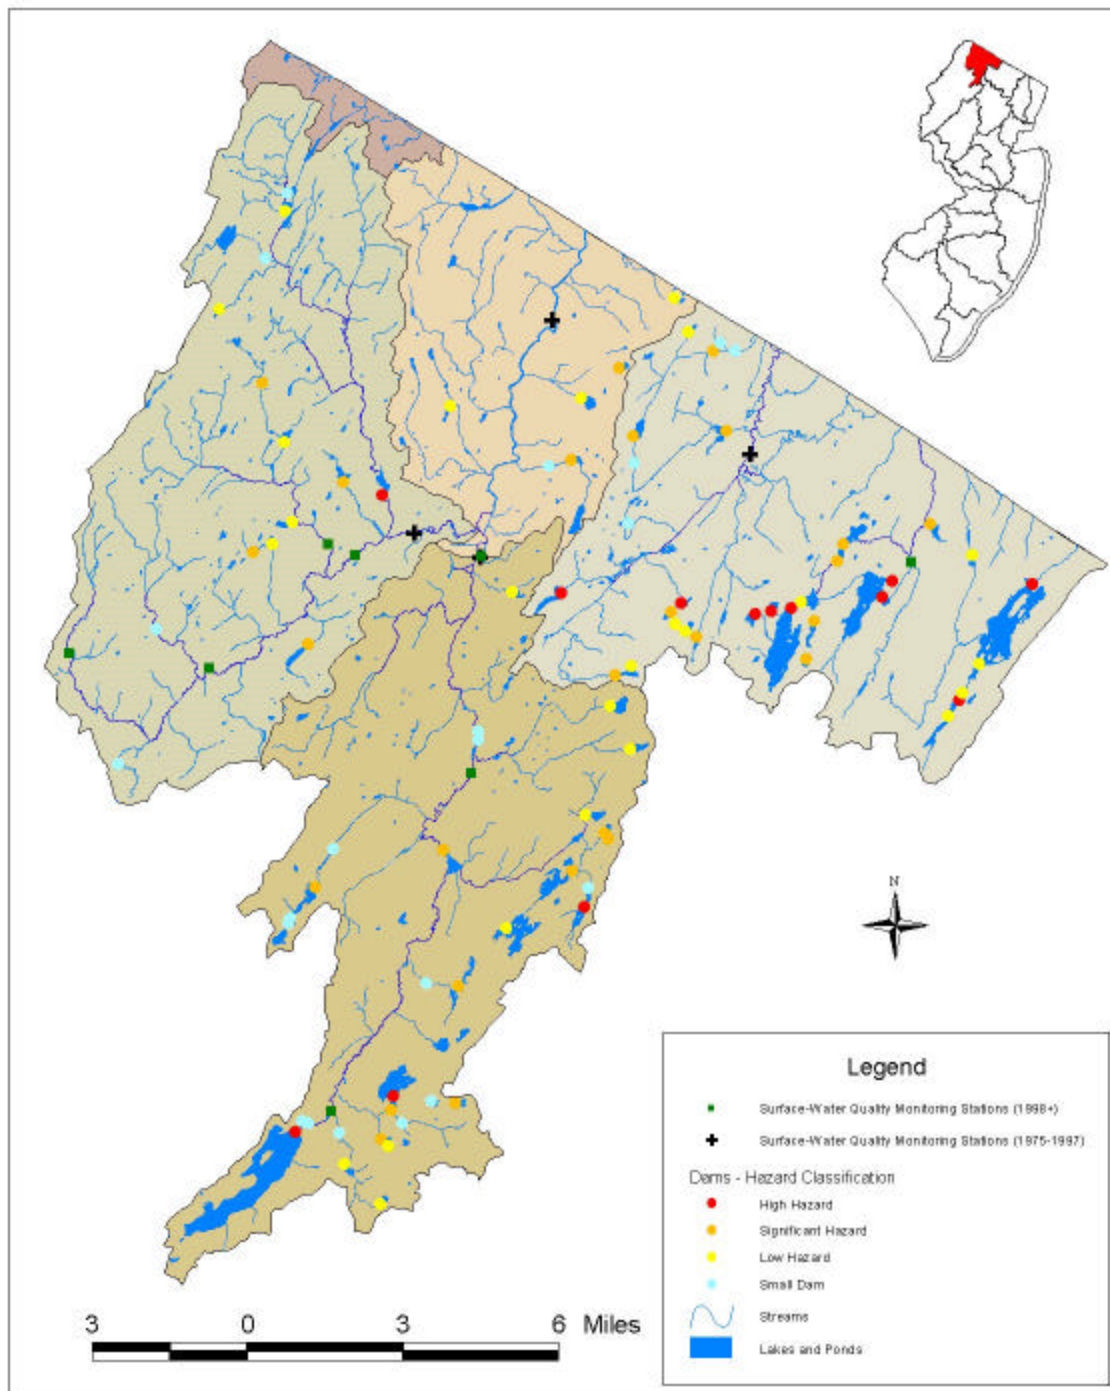 N
Legend
Surface-Water Quality Monitoring Stations (1998+)
Surface-Water Quality Monitoring Stations (1975-1997)
Dams - Hazard Classification
High Hazard
Significant Hazard
Low Hazard
Small Dam
Streams
Lakes and Ponds
3 0 3 6 Miles